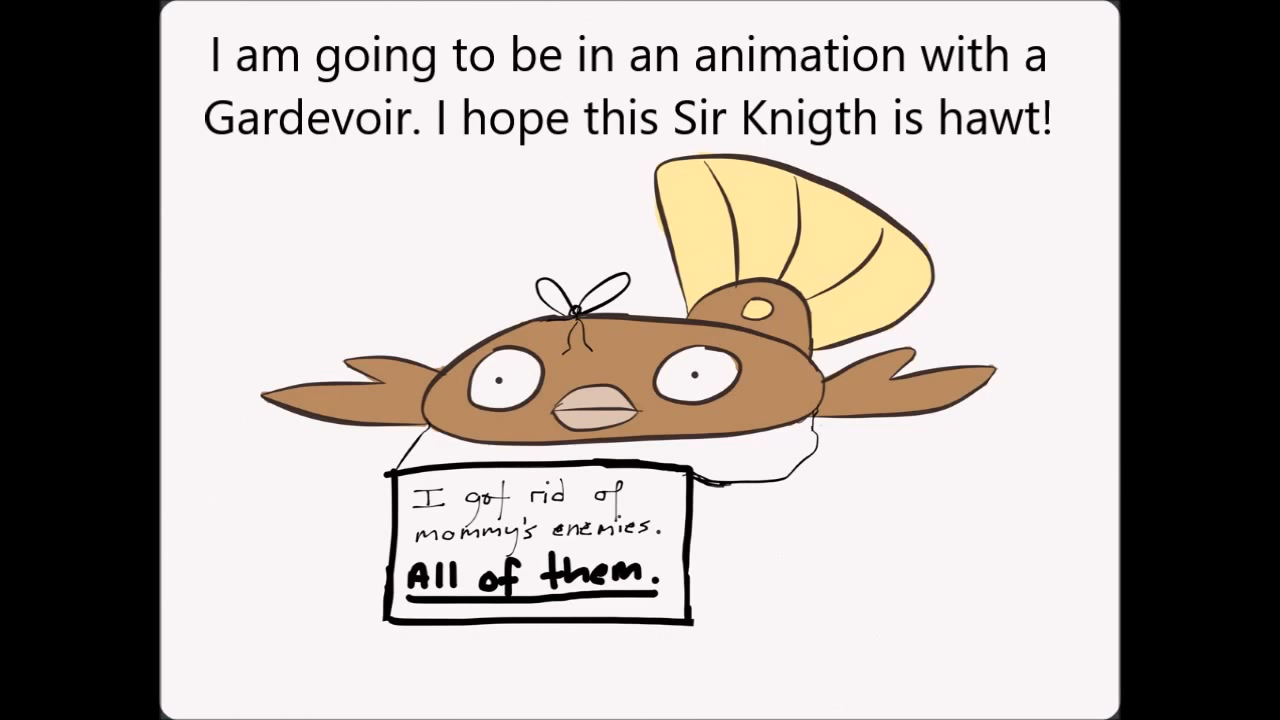 I am going to be in an animation with a
Gardevoir. I hope this Sir Knigth is hawt!
I got rid of
mommy's enemies.
All of them.